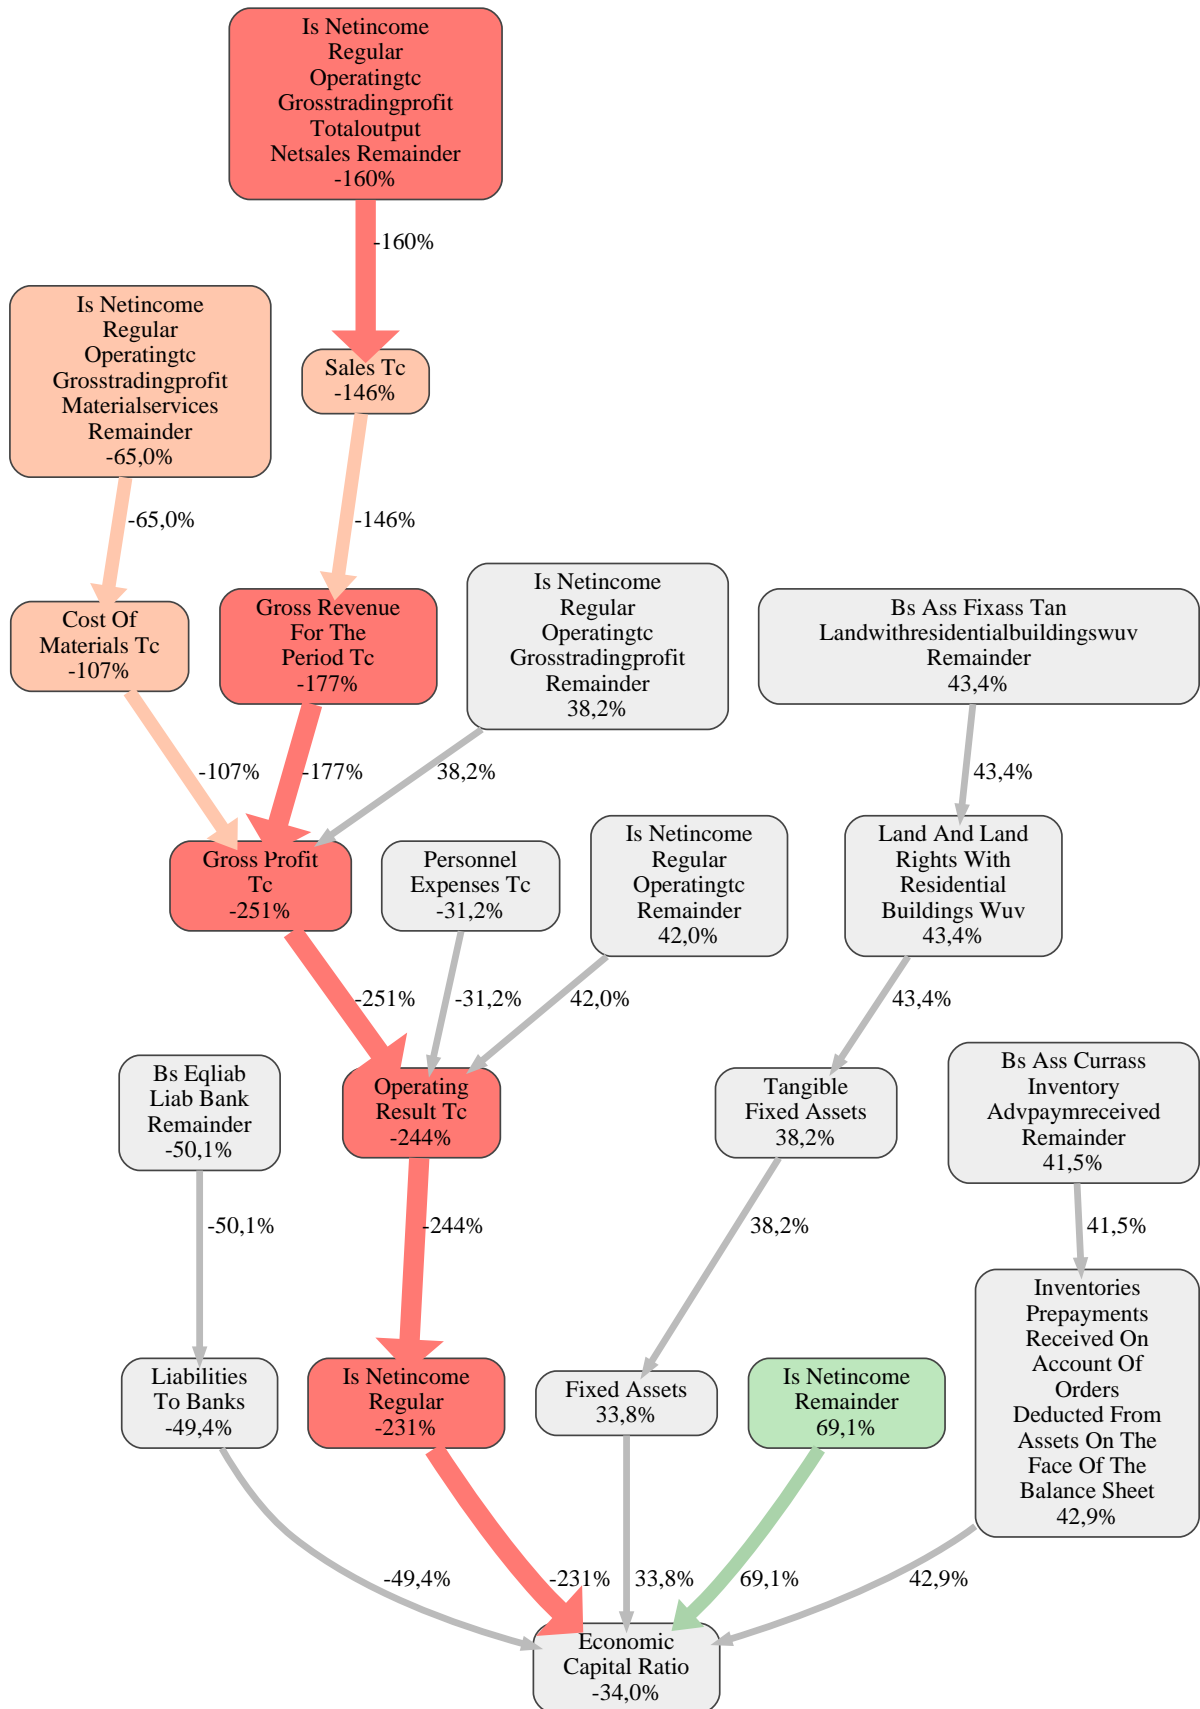 Is Netincome
Regular
Operatingtc
Grosstradingprofit
Totaloutput
Netsales Remainder
-160%
-160%
Is Netincome
Regular
Operatingtc
Grosstradingprofit
Materialservices
Remainder
-65,0%
Sales Tc
-146%
-65,0%
-146%
Cost Of
Materials Tc
-107%
Gross Revenue
For The
Period Tc
-177%
Is Netincome
Regular
Operatingtc
Grosstradingprofit
Remainder
38,2%
Bs Ass Fixass Tan
Landwithresidentialbuildingswuv
Remainder
43,4%
-107%
-177%
38,2%
43,4%
Gross Profit
Tc
-251%
Personnel
Expenses Tc
-31,2%
Is Netincome
Regular
Operatingtc
Remainder
42,0%
Land And Land
Rights With
Residential
Buildings Wuv
43,4%
-251%
-31,2%
42,0%
43,4%
Bs Eqliab
Liab Bank
Remainder
-50,1%
Operating
Result Tc
-244%
Tangible
Fixed Assets
38,2%
Bs Ass Currass
Inventory
Advpaymreceived
Remainder
41,5%
-50,1%
-244%
38,2%
41,5%
Liabilities
To Banks
-49,4%
Is Netincome
Regular
-231%
Fixed Assets
33,8%
Is Netincome
Remainder
69,1%
Inventories
Prepayments
Received On
Account Of
Orders
Deducted From
Assets On The
Face Of The
Balance Sheet
42,9%
-49,4%
-231%
33,8%
69,1%
42,9%
Economic
Capital Ratio
-34,0%